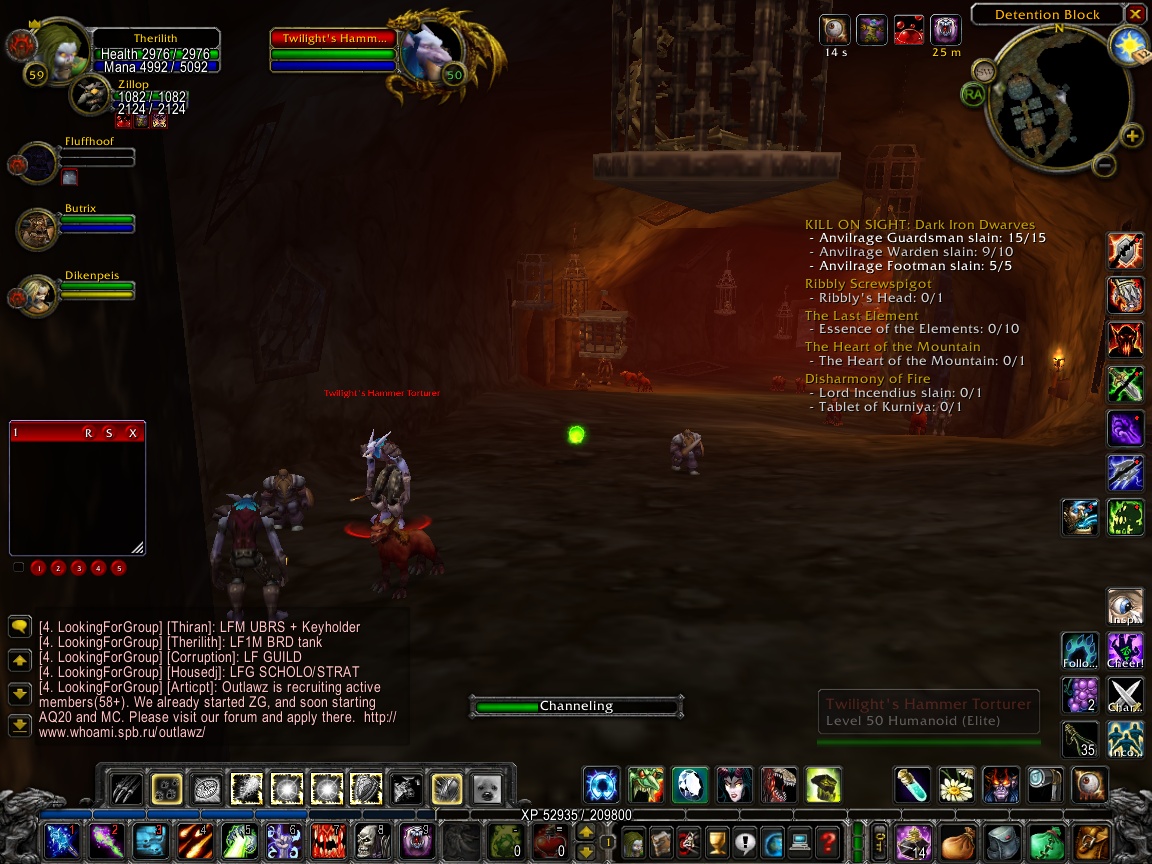 Therilith
Health 2976 / 2976
Mana 4992 / 5092
59
Zillop
1082 / 1082
2124 / 2124
Fluffhoof
Butrix
Dikenpeis
Twilight's Hamm...
50
14 s
25 m
Detention Block
N
RA
KILL ON SIGHT: Dark Iron Dwarves
- Anvilrage Guardsman slain: 15/15
- Anvilrage Warden slain: 9/10
- Anvilrage Footman slain: 5/5
Ribbly Screwspigot
- Ribbly's Head: 0/1
The Last Element
- Essence of the Elements: 0/10
The Heart of the Mountain
- The Heart of the Mountain: 0/1
Disharmony of Fire
- Lord Incendius slain: 0/1
- Tablet of Kurniya: 0/1
Twilight's Hammer Torturer
1 R S X
1 2 3 4 5
[4. LookingForGroup] [Thiran]: LFM UBRS + Keyholder
[4. LookingForGroup] [Therilith]: LF1M BRD tank
[4. LookingForGroup] [Corruption]: LF GUILD
[4. LookingForGroup] [Housedj]: LFG SCHOLO/STRAT
[4. LookingForGroup] [Articpt]: Outlawz is recruiting active
members(58+). We already started ZG, and soon starting
AQ20 and MC. Please visit our forum and apply there. http://
www.whoami.spb.ru/outlawz/
Channeling
Twilight's Hammer Torturer
Level 50 Humanoid (Elite)
Follo...
Cheer!
2
35
XP 52935 / 209800
1 2 3 4 5 6 7 8 9
0
0
1
14